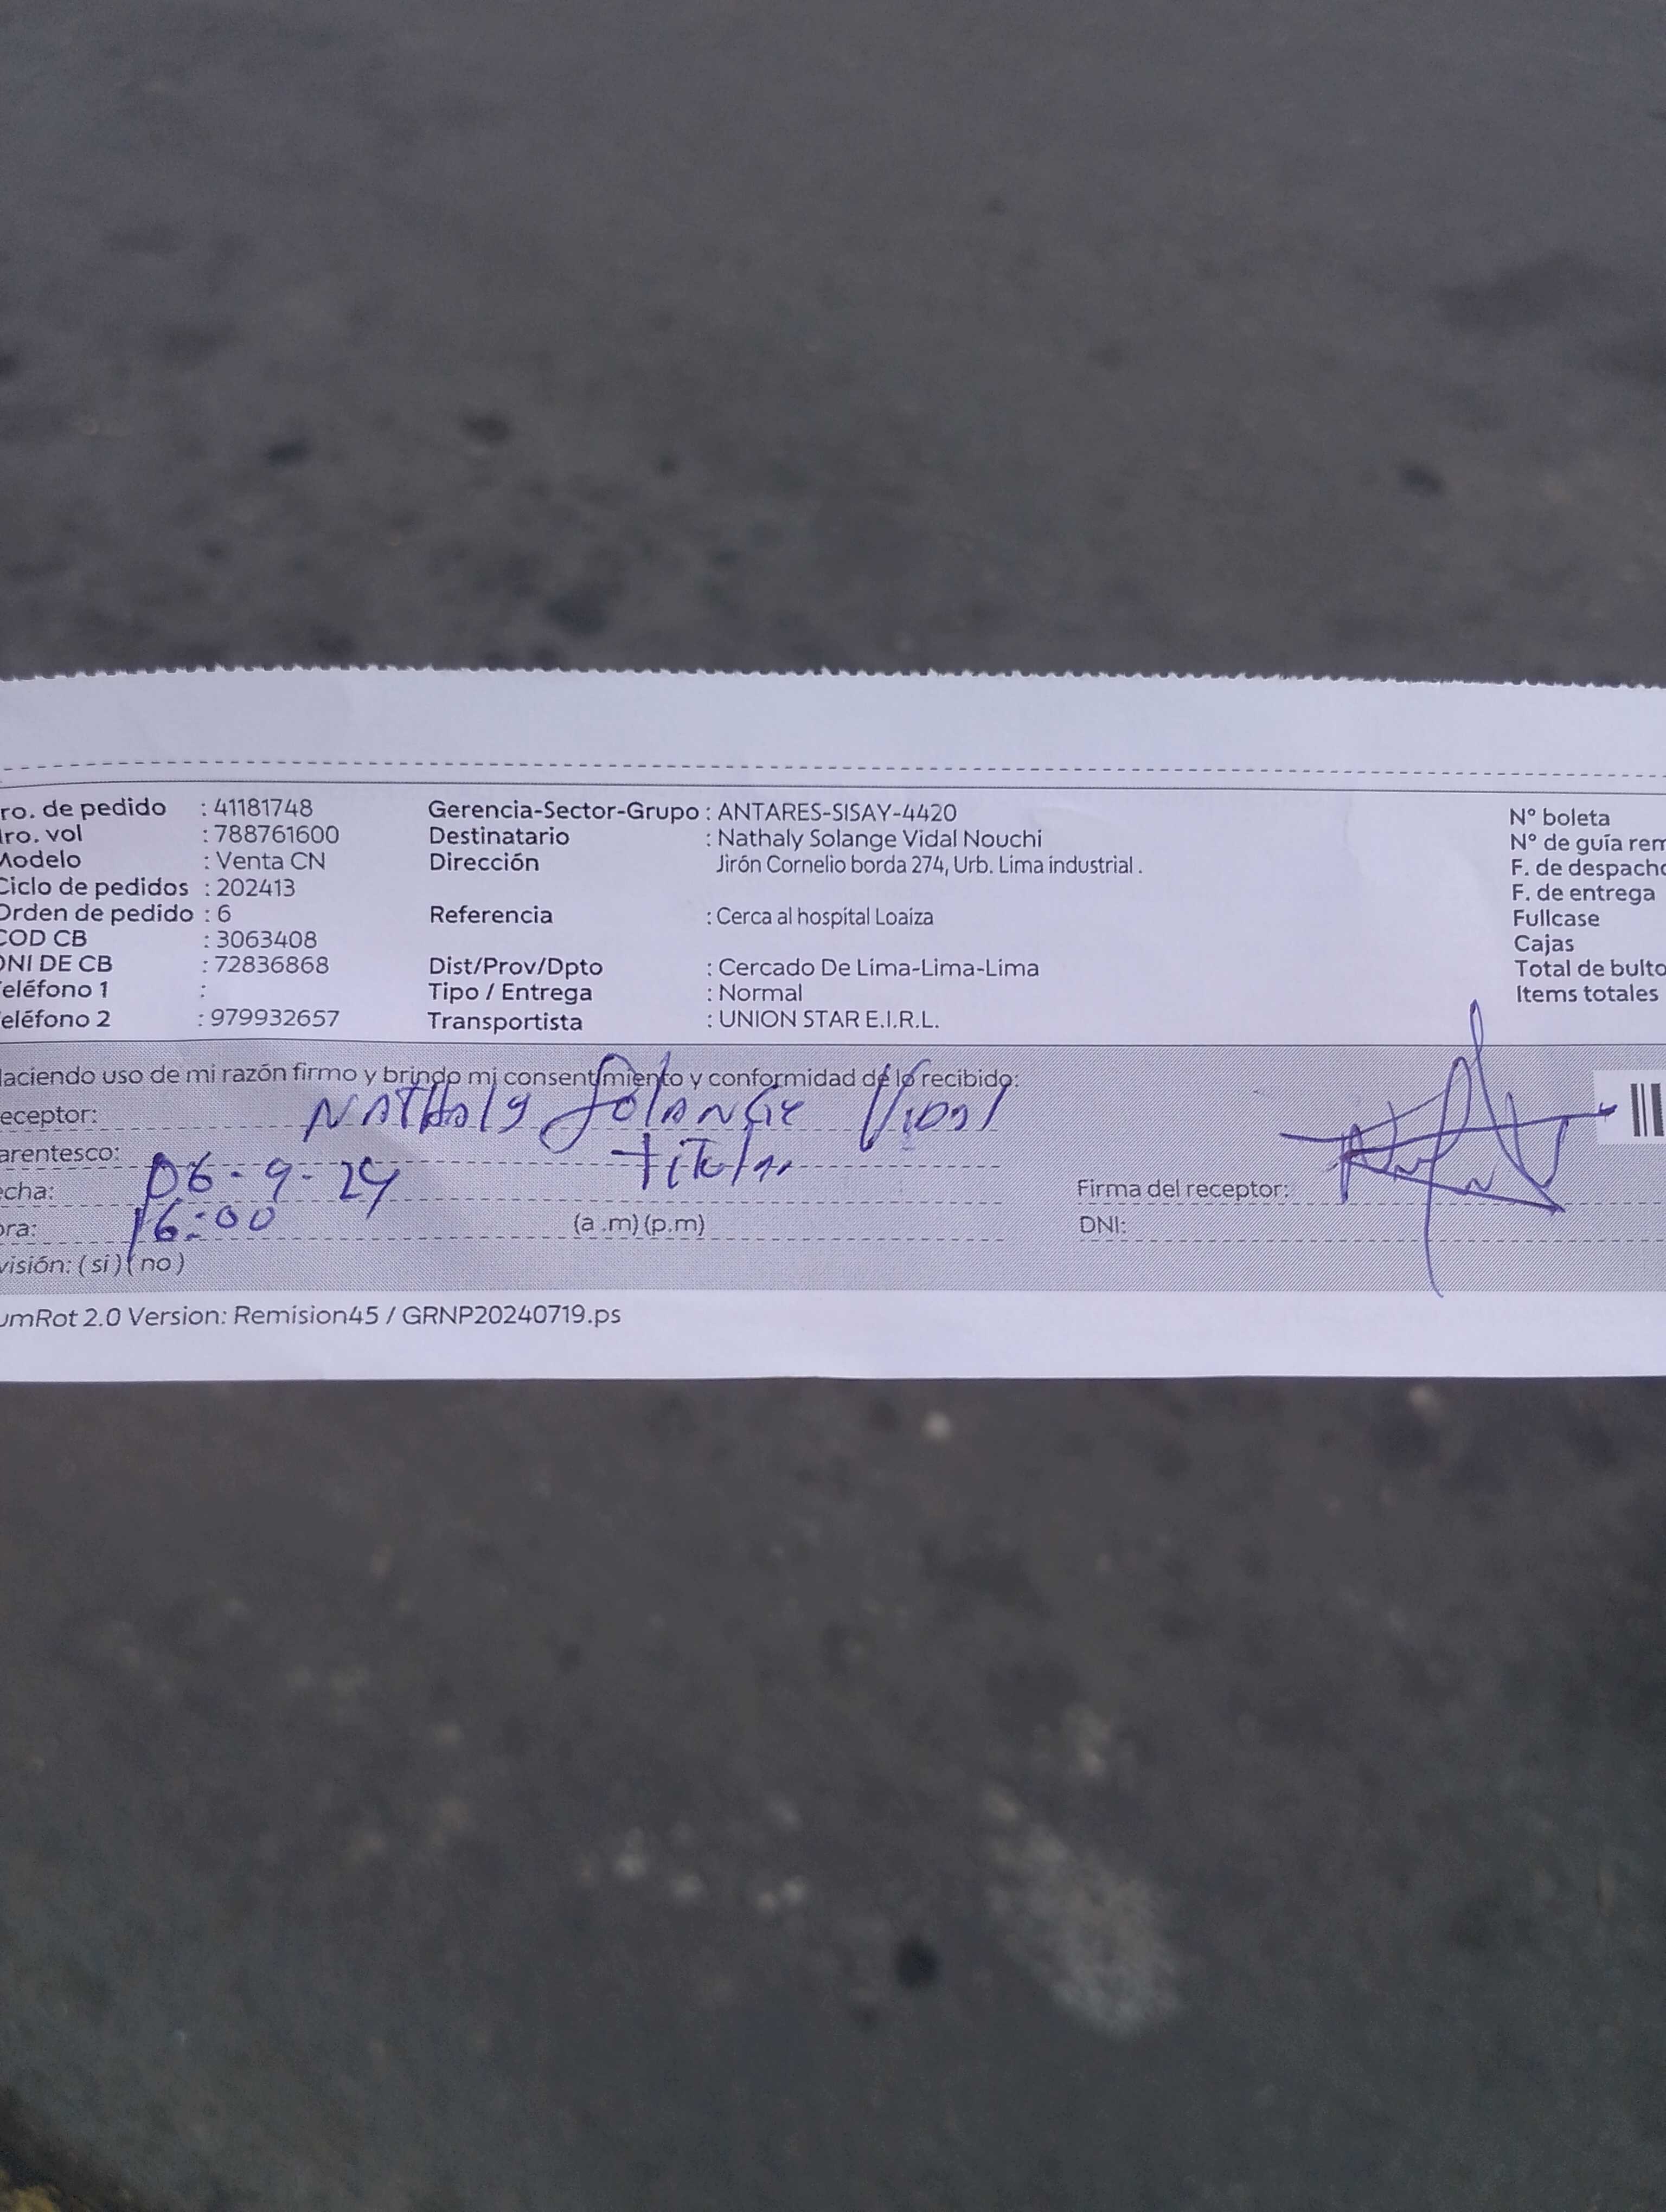 ro. de pedido : 41181748 Gerencia-Sector-Grupo : ANTARES-SISAY-4420 N° boleta
ro. vol : 788761600 Destinatario : Nathaly Solange Vidal Nouchi N° de guía rem
Modelo : Venta CN Dirección Jirón Cornelio borda 274, Urb. Lima industrial . F. de despacho
Ciclo de pedidos : 202413 F. de entrega
Orden de pedido : 6 Referencia : Cerca al hospital Loaiza Fullcase
COD CB : 3063408 Cajas
DNI DE CB : 72836868 Dist/Prov/Dpto : Cercado De Lima-Lima-Lima Total de bulto
eléfono 1 : Tipo / Entrega : Normal Items totales
eléfono 2 : 979932657 Transportista : UNION STAR E.I.R.L.
Haciendo uso de mi razón firmo y brindo mi consentimiento y conformidad de lo recibido:
eceptor: NATHaly SolANGe Vidal
arentesco: titular
echa: 06-9-24 Firma del receptor:
ora: 16:00 (a .m) (p.m) DNI:
visión: ( si ) ( no )
umRot 2.0 Version: Remision45 / GRNP20240719.ps